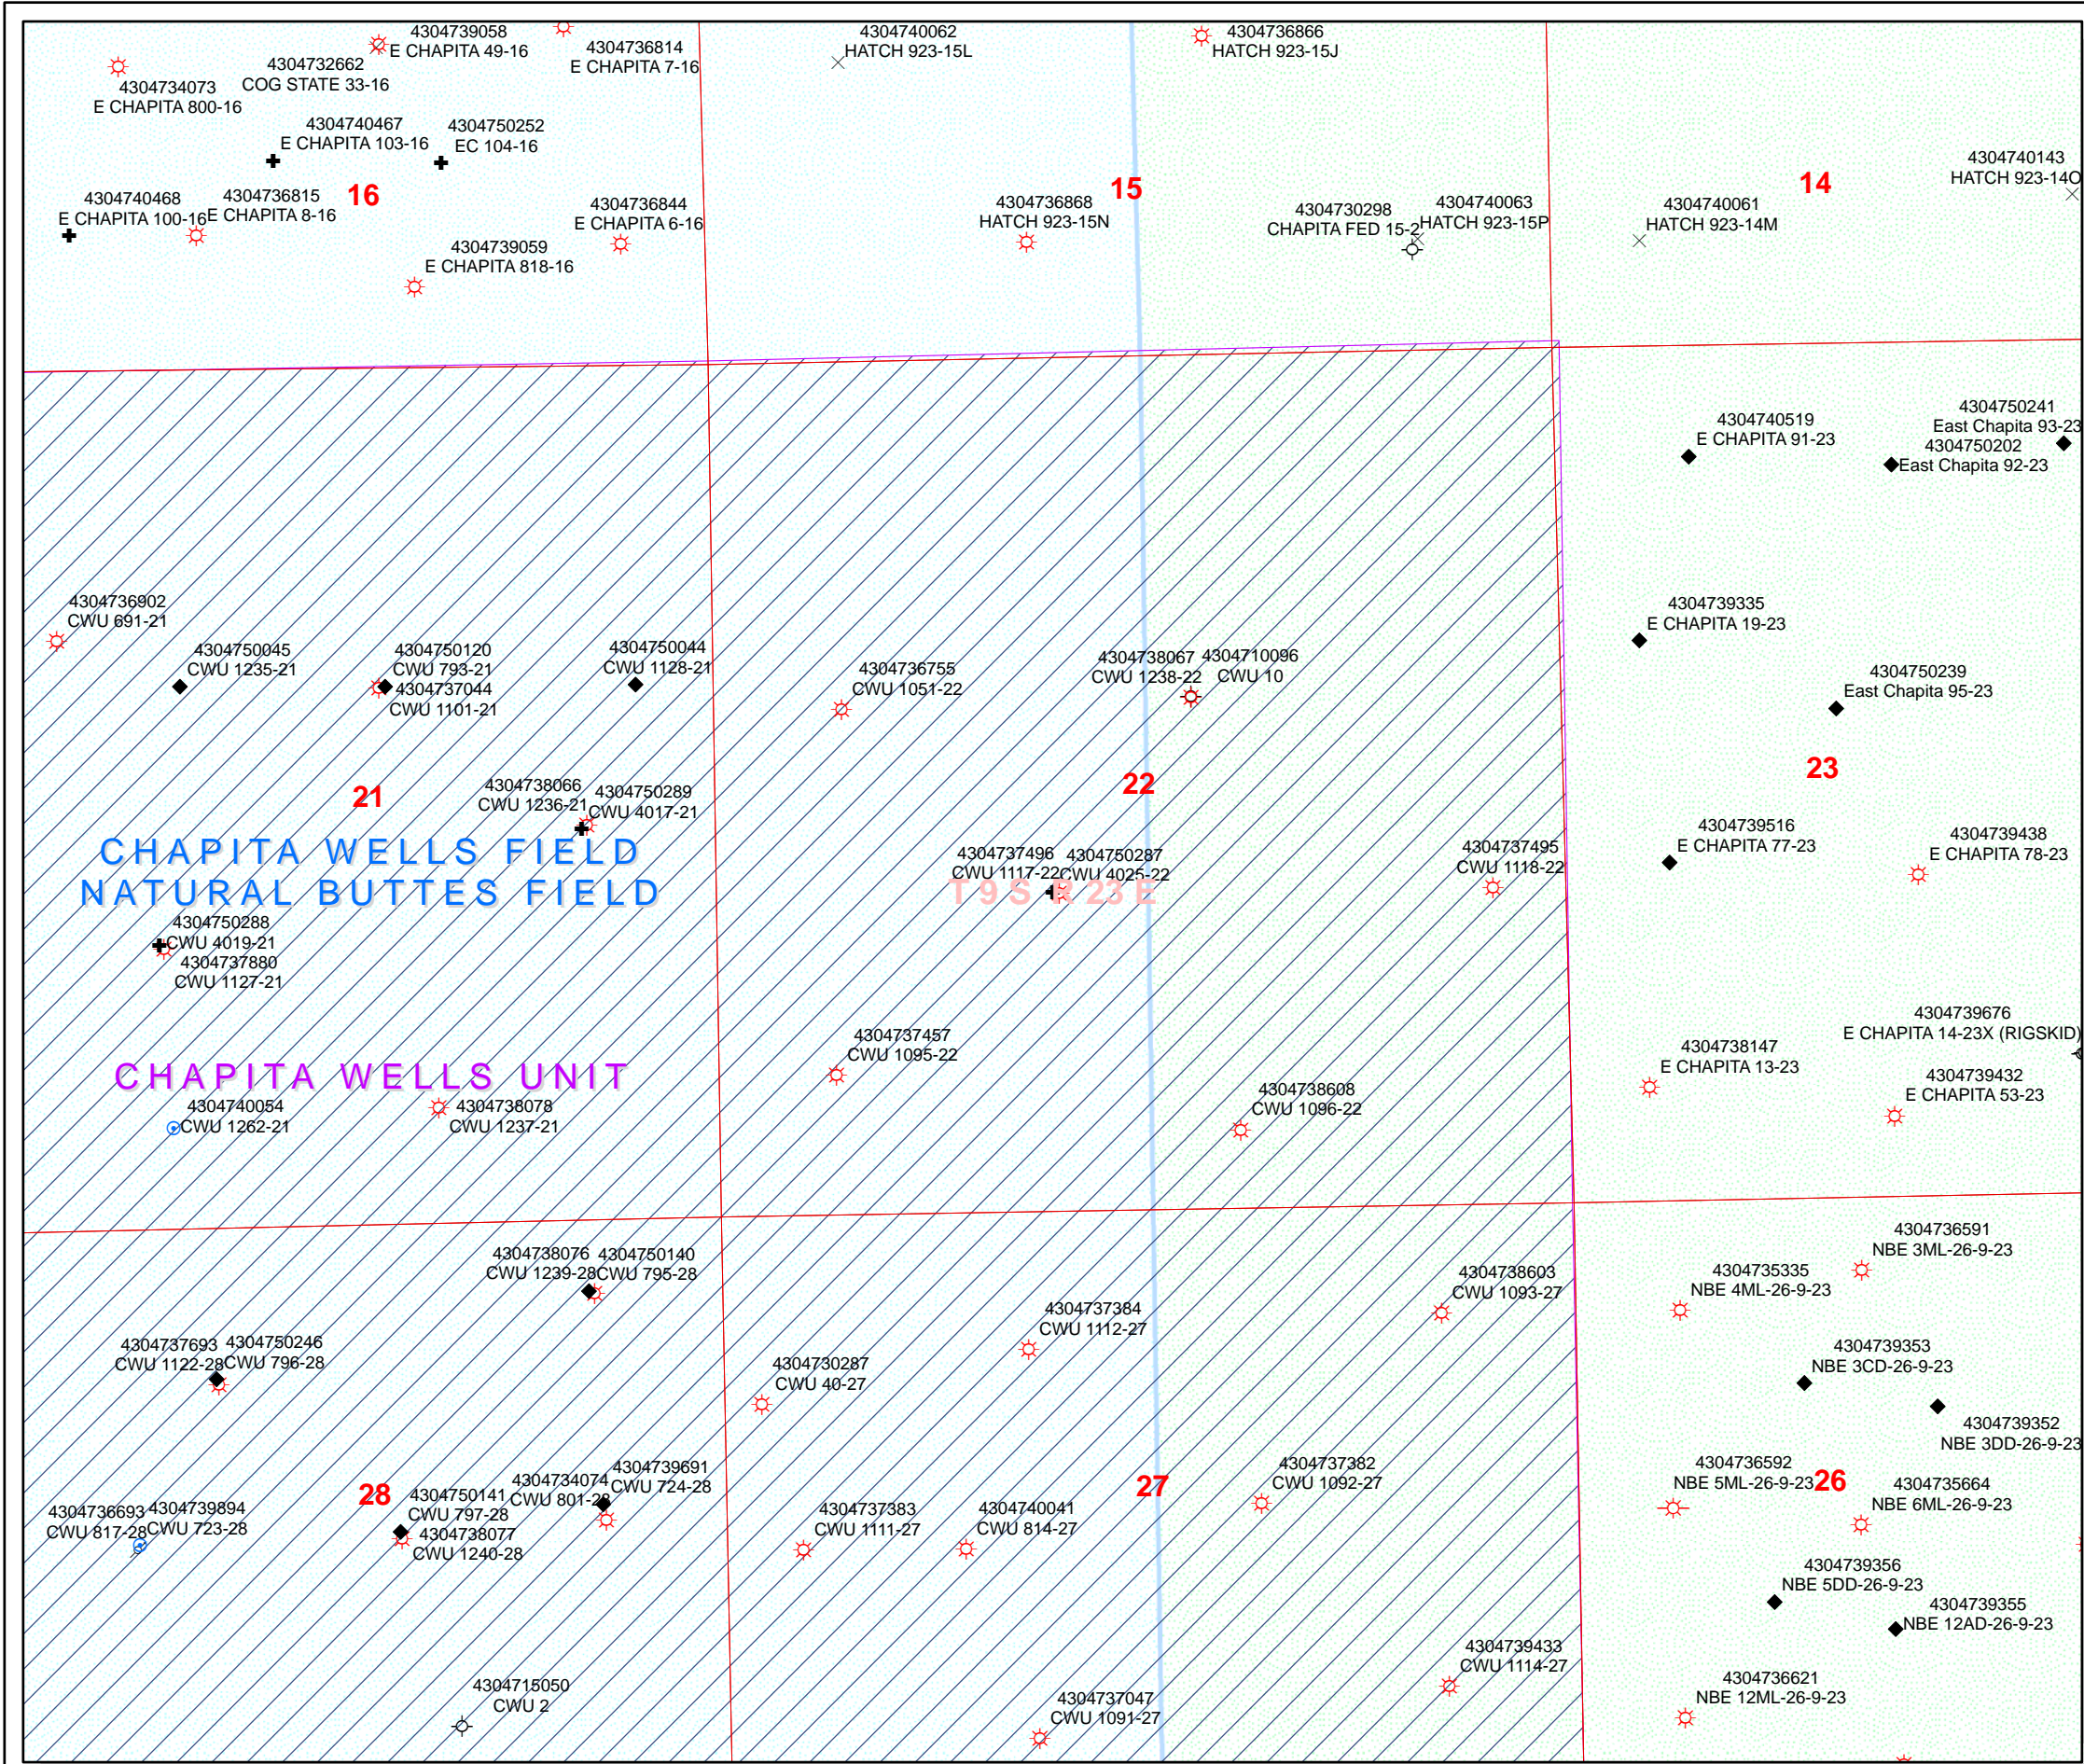 4304739058
E CHAPITA 49-16
4304736814
E CHAPITA 7-16
4304732662
COG STATE 33-16
4304734073
E CHAPITA 800-16
4304740467
E CHAPITA 103-16
4304750252
EC 104-16
4304740468
E CHAPITA 100-16
4304736815
E CHAPITA 8-16
16
4304736844
E CHAPITA 6-16
4304739059
E CHAPITA 818-16
4304740062
HATCH 923-15L
4304736866
HATCH 923-15J
15
4304736868
HATCH 923-15N
4304730298
CHAPITA FED 15-2
4304740063
HATCH 923-15P
14
4304740143
HATCH 923-14O
4304740061
HATCH 923-14M
4304740519
E CHAPITA 91-23
4304750241
East Chapita 93-23
4304750202
East Chapita 92-23
4304736902
CWU 691-21
4304750045
CWU 1235-21
4304750120
CWU 793-21
4304737044
CWU 1101-21
4304750044
CWU 1128-21
4304736755
CWU 1051-22
4304738067
CWU 1238-22
4304710096
CWU 10
4304739335
E CHAPITA 19-23
4304750239
East Chapita 95-23
21
4304738066
CWU 1236-21
4304750289
CWU 4017-21
22
23
CHAPITA WELLS FIELD
NATURAL BUTTES FIELD
4304737496
CWU 1117-22
4304750287
CWU 4025-22
T 9 S R 23 E
4304737495
CWU 1118-22
4304739516
E CHAPITA 77-23
4304739438
E CHAPITA 78-23
4304750288
CWU 4019-21
4304737880
CWU 1127-21
4304737457
CWU 1095-22
4304739676
E CHAPITA 14-23X (RIGSKID)
4304738147
E CHAPITA 13-23
4304739432
E CHAPITA 53-23
CHAPITA WELLS UNIT
4304740054
CWU 1262-21
4304738078
CWU 1237-21
4304738608
CWU 1096-22
4304738076
CWU 1239-28
4304750140
CWU 795-28
4304738603
CWU 1093-27
4304736591
NBE 3ML-26-9-23
4304735335
NBE 4ML-26-9-23
4304737384
CWU 1112-27
4304737693
CWU 1122-28
4304750246
CWU 796-28
4304730287
CWU 40-27
4304739353
NBE 3CD-26-9-23
4304739352
NBE 3DD-26-9-23
28
4304736693
CWU 817-28
4304739894
CWU 723-28
4304750141
CWU 797-28
4304738077
CWU 1240-28
4304734074
CWU 801-28
4304739691
CWU 724-28
27
4304737383
CWU 1111-27
4304740041
CWU 814-27
4304737382
CWU 1092-27
4304736592
NBE 5ML-26-9-23
26
4304735664
NBE 6ML-26-9-23
4304739356
NBE 5DD-26-9-23
4304739355
NBE 12AD-26-9-23
4304715050
CWU 2
4304737047
CWU 1091-27
4304739433
CWU 1114-27
4304736621
NBE 12ML-26-9-23